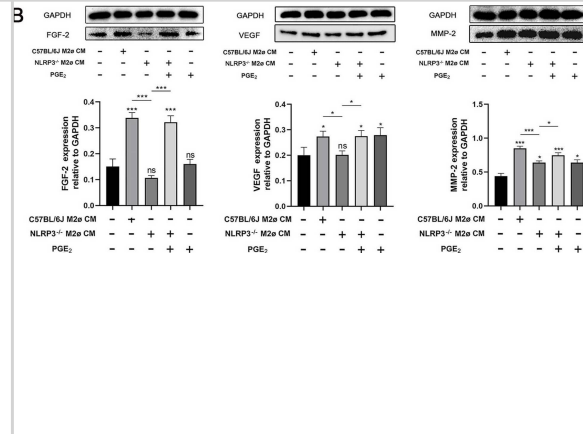 B
GAPDH
FGF-2
C57BL/6J M2ø CM - + - - -
NLRP3-/- M2ø CM - - + + -
PGE2 - - - + +
FGF-2 expression
relative to GAPDH
0.4
0.3
0.2
0.1
0.0
***
***
***
ns
***
ns
C57BL/6J M2ø CM - + - - -
NLRP3-/- M2ø CM - - + + -
PGE2 - - - + +
GAPDH
VEGF
C57BL/6J M2ø CM - + - - -
NLRP3-/- M2ø CM - - + + -
PGE2 - - - + +
VEGF expression
relative to GAPDH
0.4
0.3
0.2
0.1
0.0
*
*
*
ns
*
*
C57BL/6J M2ø CM - + - - -
NLRP3-/- M2ø CM - - + + -
PGE2 - - - + +
GAPDH
MMP-2
C57BL/6J M2ø CM - + - - -
NLRP3-/- M2ø CM - - + + -
PGE2 - - - + +
MMP-2 expression
relative to GAPDH
1.5
1.0
0.5
0.0
***
*
***
*
***
*
C57BL/6J M2ø CM - + - - -
NLRP3-/- M2ø CM - - + + -
PGE2 - - - + +